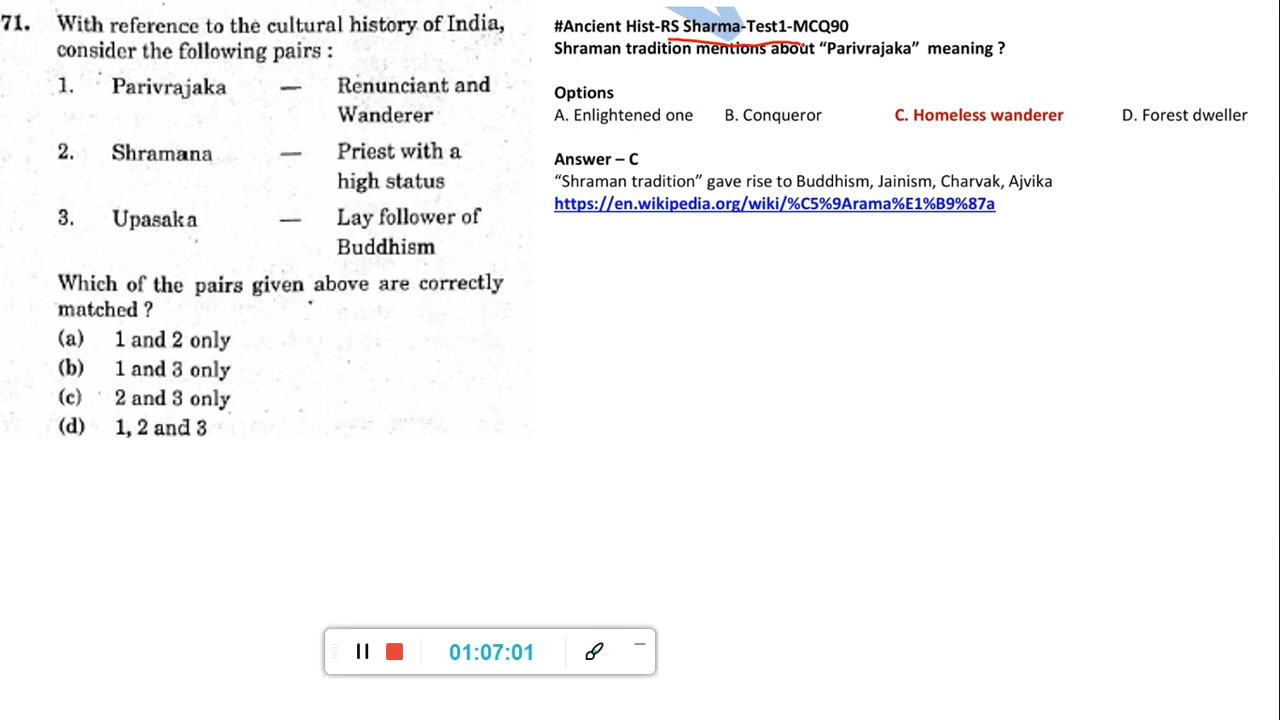 71. With reference to the cultural history of India,
consider the following pairs :
1. Parivrajaka — Renunciant and
Wanderer
2. Shramana — Priest with a
high status
3. Upasaka — Lay follower of
Buddhism
Which of the pairs given above are correctly
matched ?
(a) 1 and 2 only
(b) 1 and 3 only
(c) 2 and 3 only
(d) 1, 2 and 3
#Ancient Hist-RS Sharma-Test1-MCQ90
Shraman tradition mentions about “Parivrajaka” meaning ?
Options
A. Enlightened one B. Conqueror C. Homeless wanderer D. Forest dweller
Answer – C
“Shraman tradition” gave rise to Buddhism, Jainism, Charvak, Ajvika
https://en.wikipedia.org/wiki/%C5%9Arama%E1%B9%87a
01:07:01